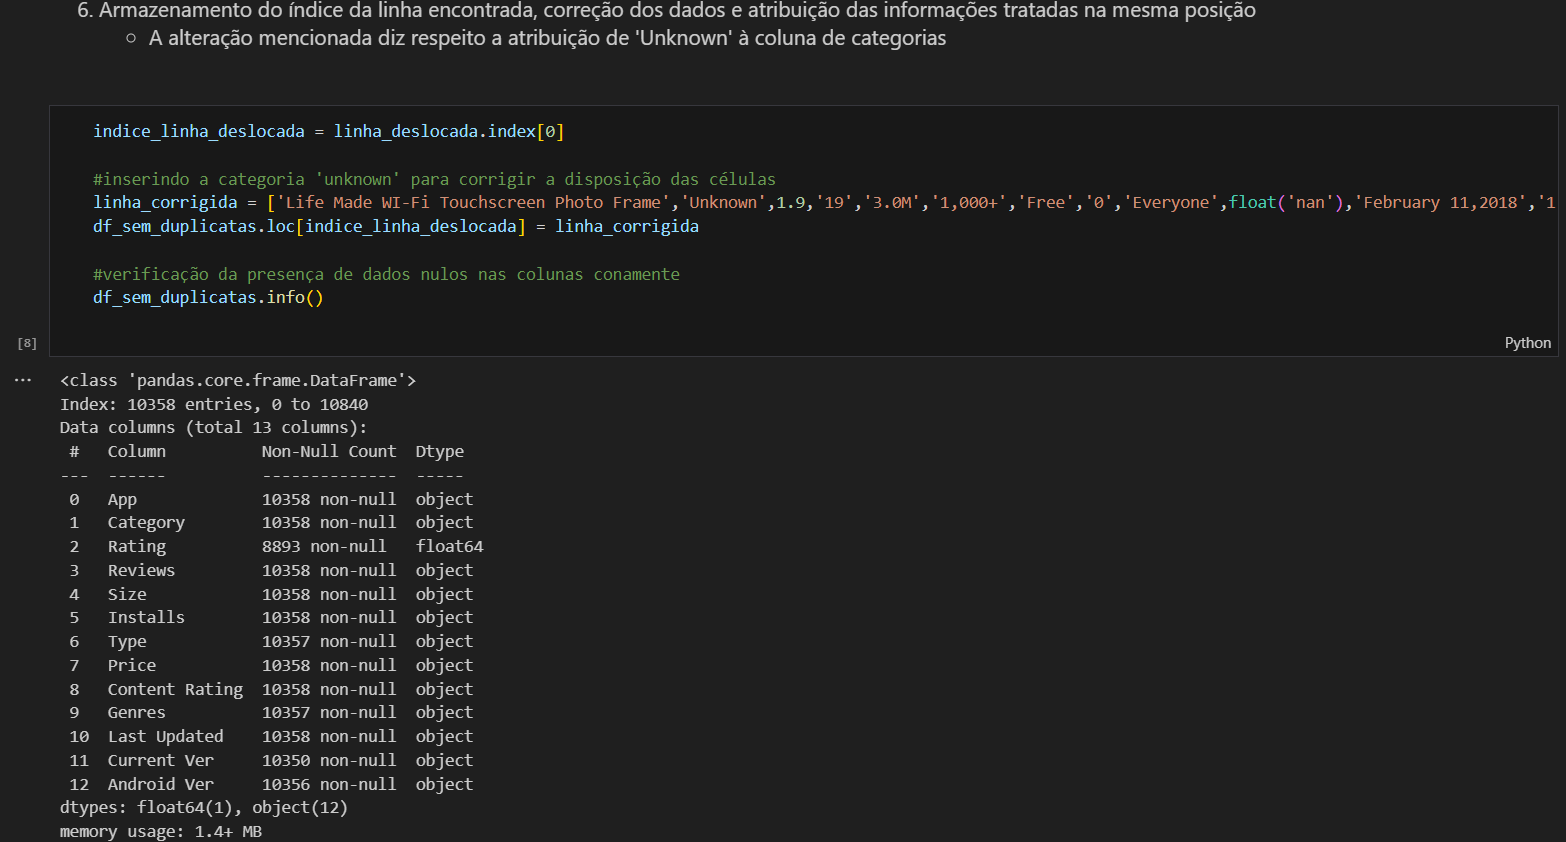 6. Armazenamento do índice da linha encontrada, correção dos dados e atribuição das informações tratadas na mesma posição
○ A alteração mencionada diz respeito a atribuição de 'Unknown' à coluna de categorias
indice_linha_deslocada = linha_deslocada.index[0]
#inserindo a categoria 'unknown' para corrigir a disposição das células
linha_corrigida = ['Life Made WI-Fi Touchscreen Photo Frame','Unknown',1.9,'19','3.0M','1,000+','Free','0','Everyone',float('nan'),'February 11,2018','1
df_sem_duplicatas.loc[indice_linha_deslocada] = linha_corrigida
#verificação da presença de dados nulos nas colunas conamente
df_sem_duplicatas.info()
[8]
Python
... <class 'pandas.core.frame.DataFrame'>
Index: 10358 entries, 0 to 10840
Data columns (total 13 columns):
# Column Non-Null Count Dtype
--- ------ -------------- -----
0 App 10358 non-null object
1 Category 10358 non-null object
2 Rating 8893 non-null float64
3 Reviews 10358 non-null object
4 Size 10358 non-null object
5 Installs 10358 non-null object
6 Type 10357 non-null object
7 Price 10358 non-null object
8 Content Rating 10358 non-null object
9 Genres 10357 non-null object
10 Last Updated 10358 non-null object
11 Current Ver 10350 non-null object
12 Android Ver 10356 non-null object
dtypes: float64(1), object(12)
memory usage: 1.4+ MB